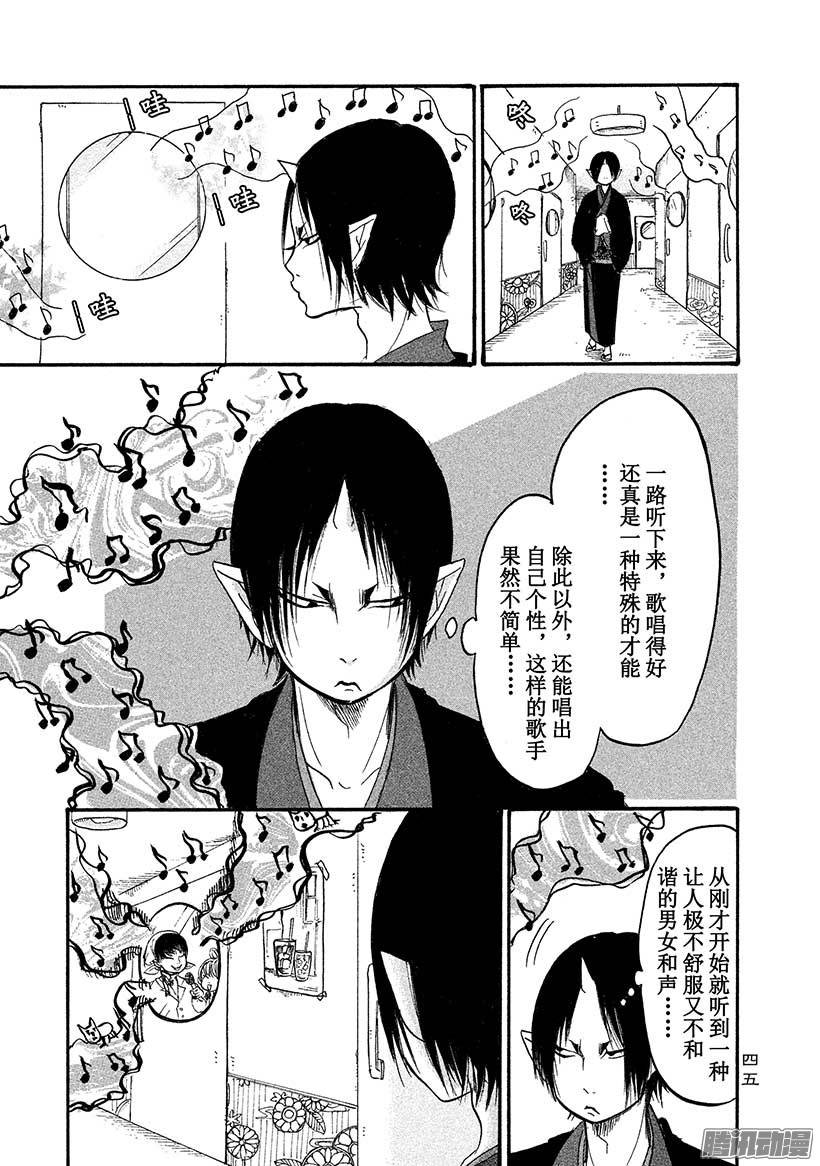 咚
咚
哇
哇
哇
一路听下来，歌唱得好
还真是一种特殊的才能
……
除此以外，还能唱出
自己个性，这样的歌手
果然不简单……
从刚才开始就听到一种
让人极不舒服又不和
谐的男女和声……
四五
腾讯动漫